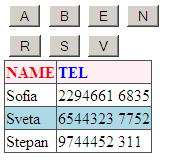 A B E N
R S V
NAME TEL
Sofia 2294661 6835
Sveta 6544323 7752
Stepan 9744452 311